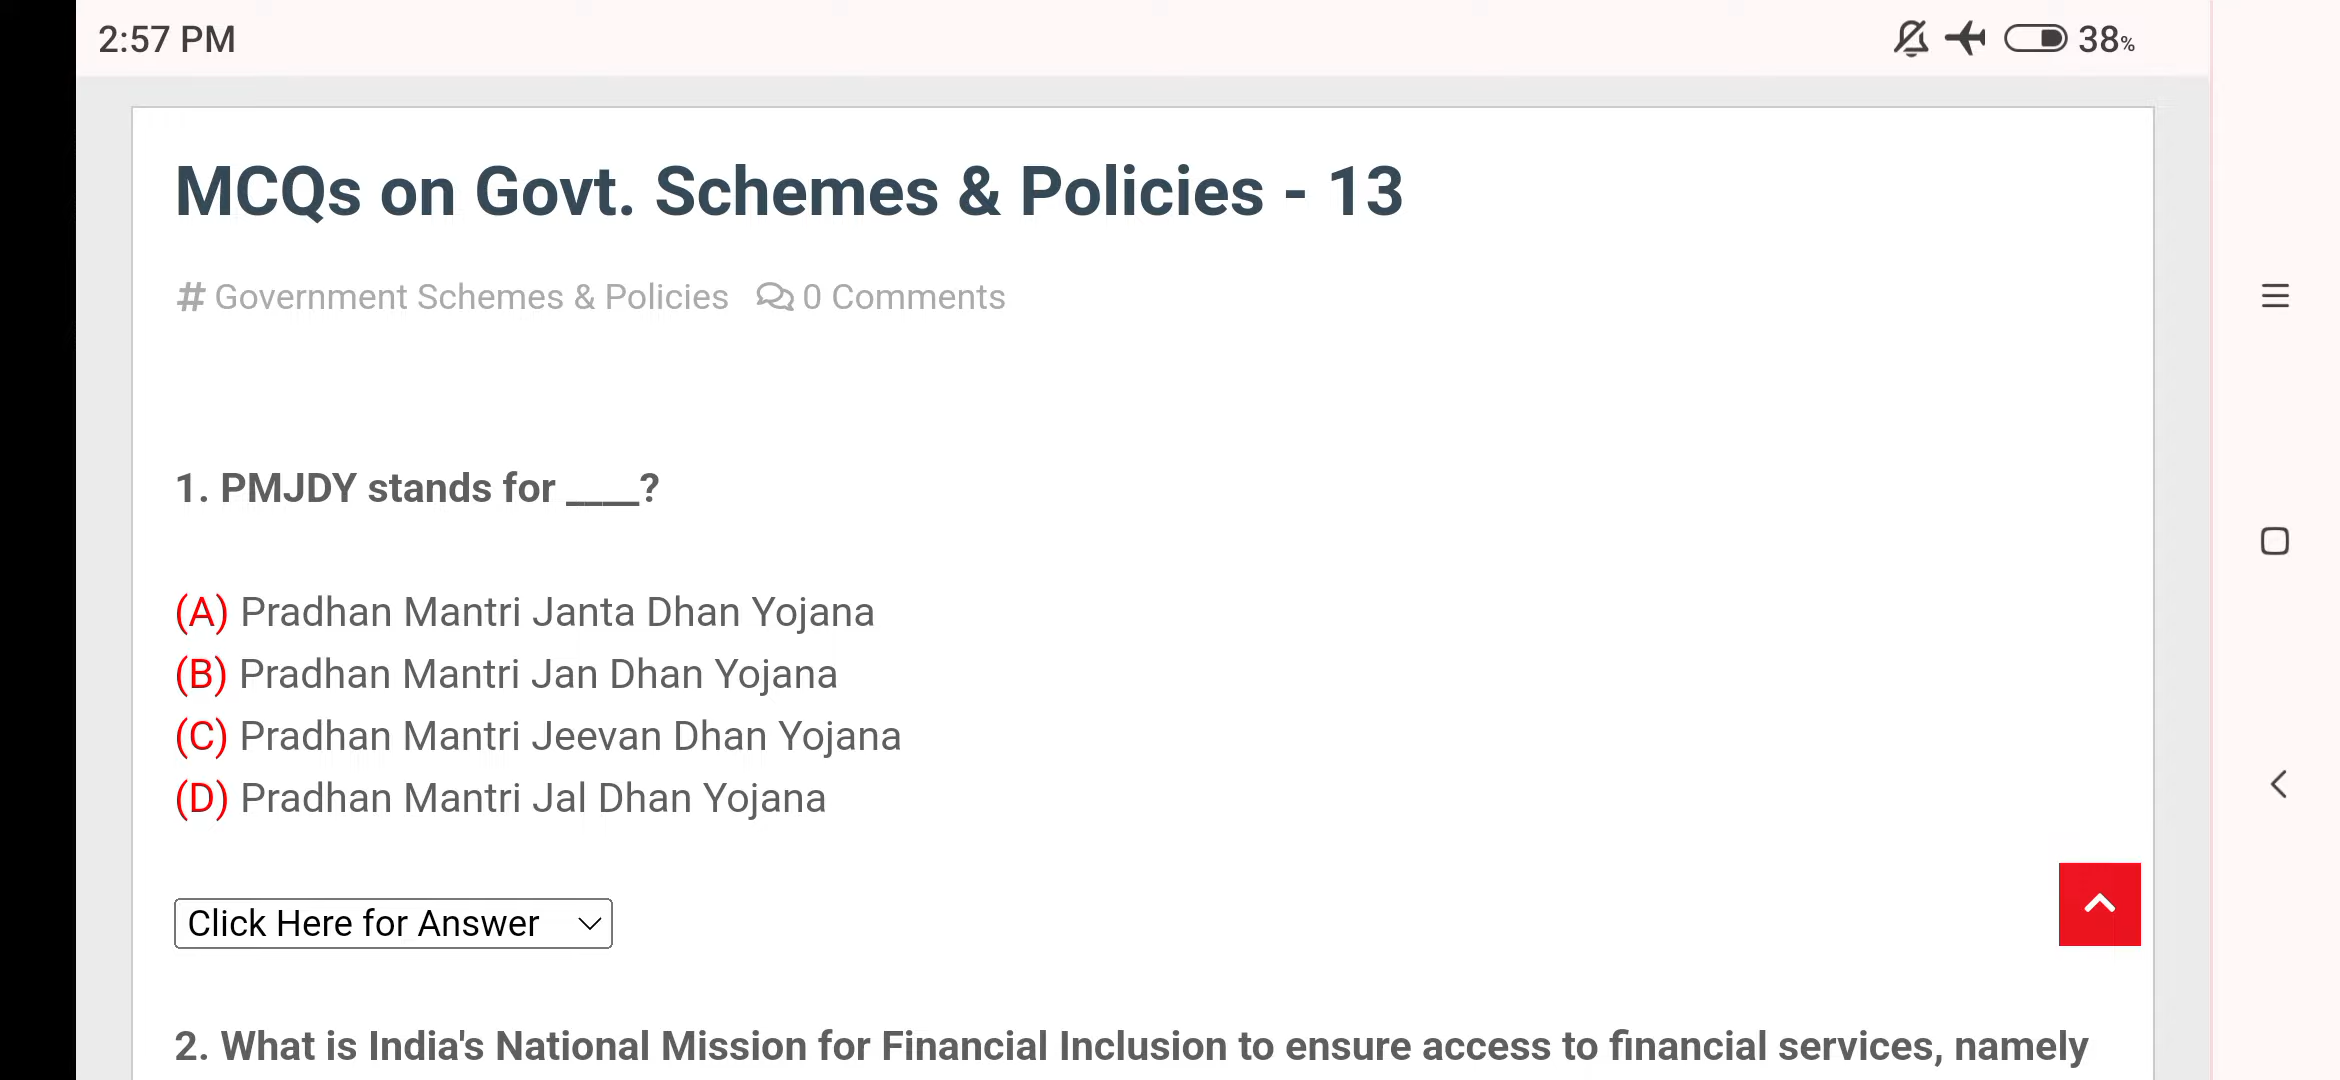 2:57 PM
38%
MCQs on Govt. Schemes & Policies - 13
# Government Schemes & Policies 0 Comments
1. PMJDY stands for ____?
(A) Pradhan Mantri Janta Dhan Yojana
(B) Pradhan Mantri Jan Dhan Yojana
(C) Pradhan Mantri Jeevan Dhan Yojana
(D) Pradhan Mantri Jal Dhan Yojana
Click Here for Answer
2. What is India's National Mission for Financial Inclusion to ensure access to financial services, namely